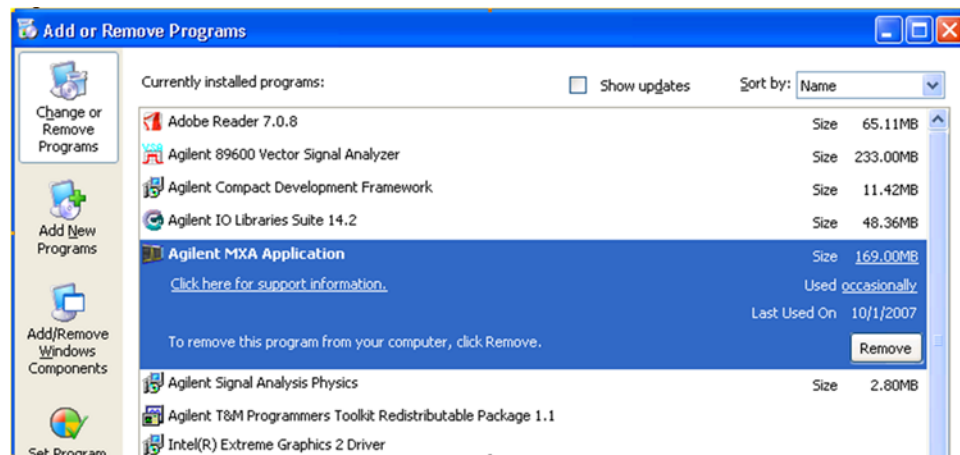 Add or Remove Programs
Change or
Remove
Programs
Currently installed programs:
Show updates
Sort by: Name
Adobe Reader 7.0.8 Size 65.11MB
Agilent 89600 Vector Signal Analyzer Size 233.00MB
Agilent Compact Development Framework Size 11.42MB
Add New
Programs
Agilent IO Libraries Suite 14.2 Size 48.36MB
Agilent MXA Application Size 169.00MB
Click here for support information. Used occasionally
Last Used On 10/1/2007
Add/Remove
Windows
Components
To remove this program from your computer, click Remove. Remove
Agilent Signal Analysis Physics Size 2.80MB
Agilent T&M Programmers Toolkit Redistributable Package 1.1
Intel(R) Extreme Graphics 2 Driver
Set Program